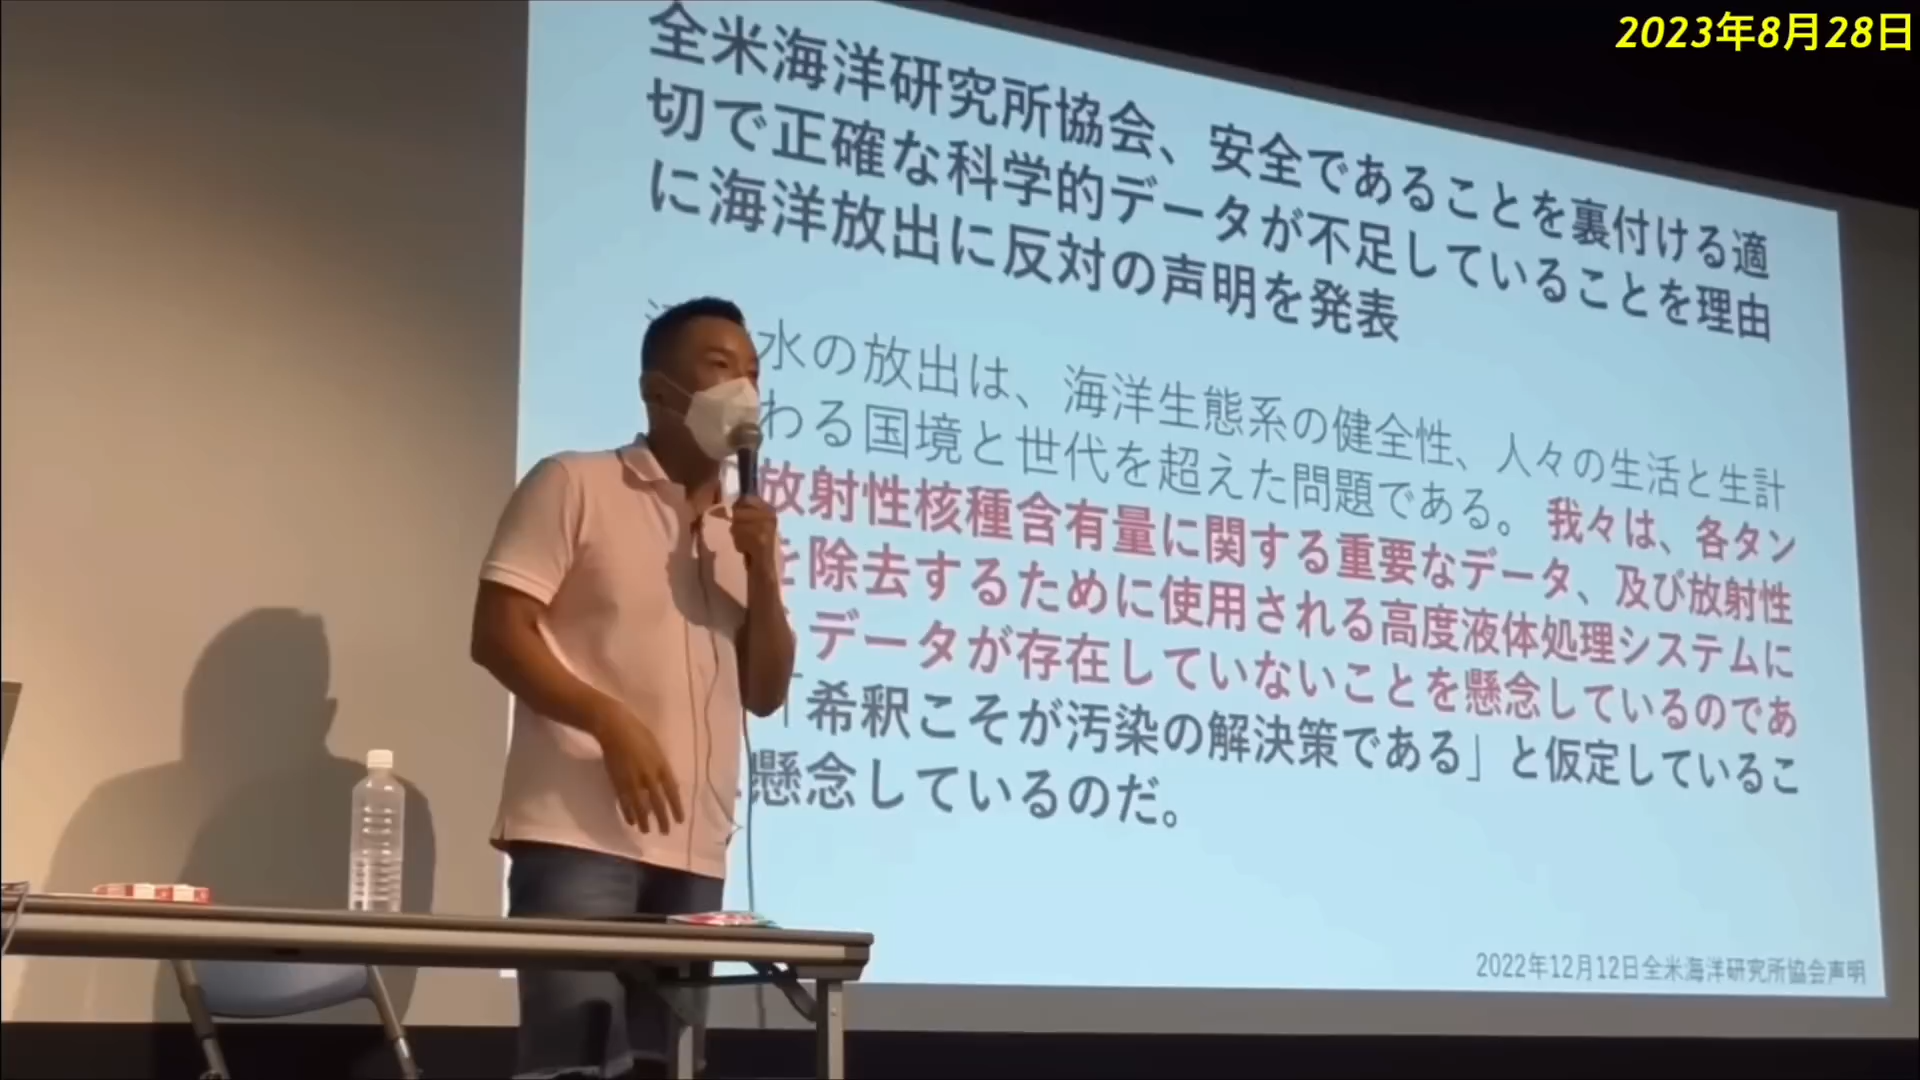 2023年8月28日
全米海洋研究所協会、安全であることを裏付ける適
切で正確な科学的データが不足していることを理由
に海洋放出に反対の声明を発表
水の放出は、海洋生態系の健全性、人々の生活と生計
わる国境と世代を超えた問題である。我々は、各タン
放射性核種含有量に関する重要なデータ、及び放射性
を除去するために使用される高度液体処理システムに
データが存在していないことを懸念しているのであ
「希釈こそが汚染の解決策である」と仮定しているこ
懸念しているのだ。
2022年12月12日全米海洋研究所協会声明